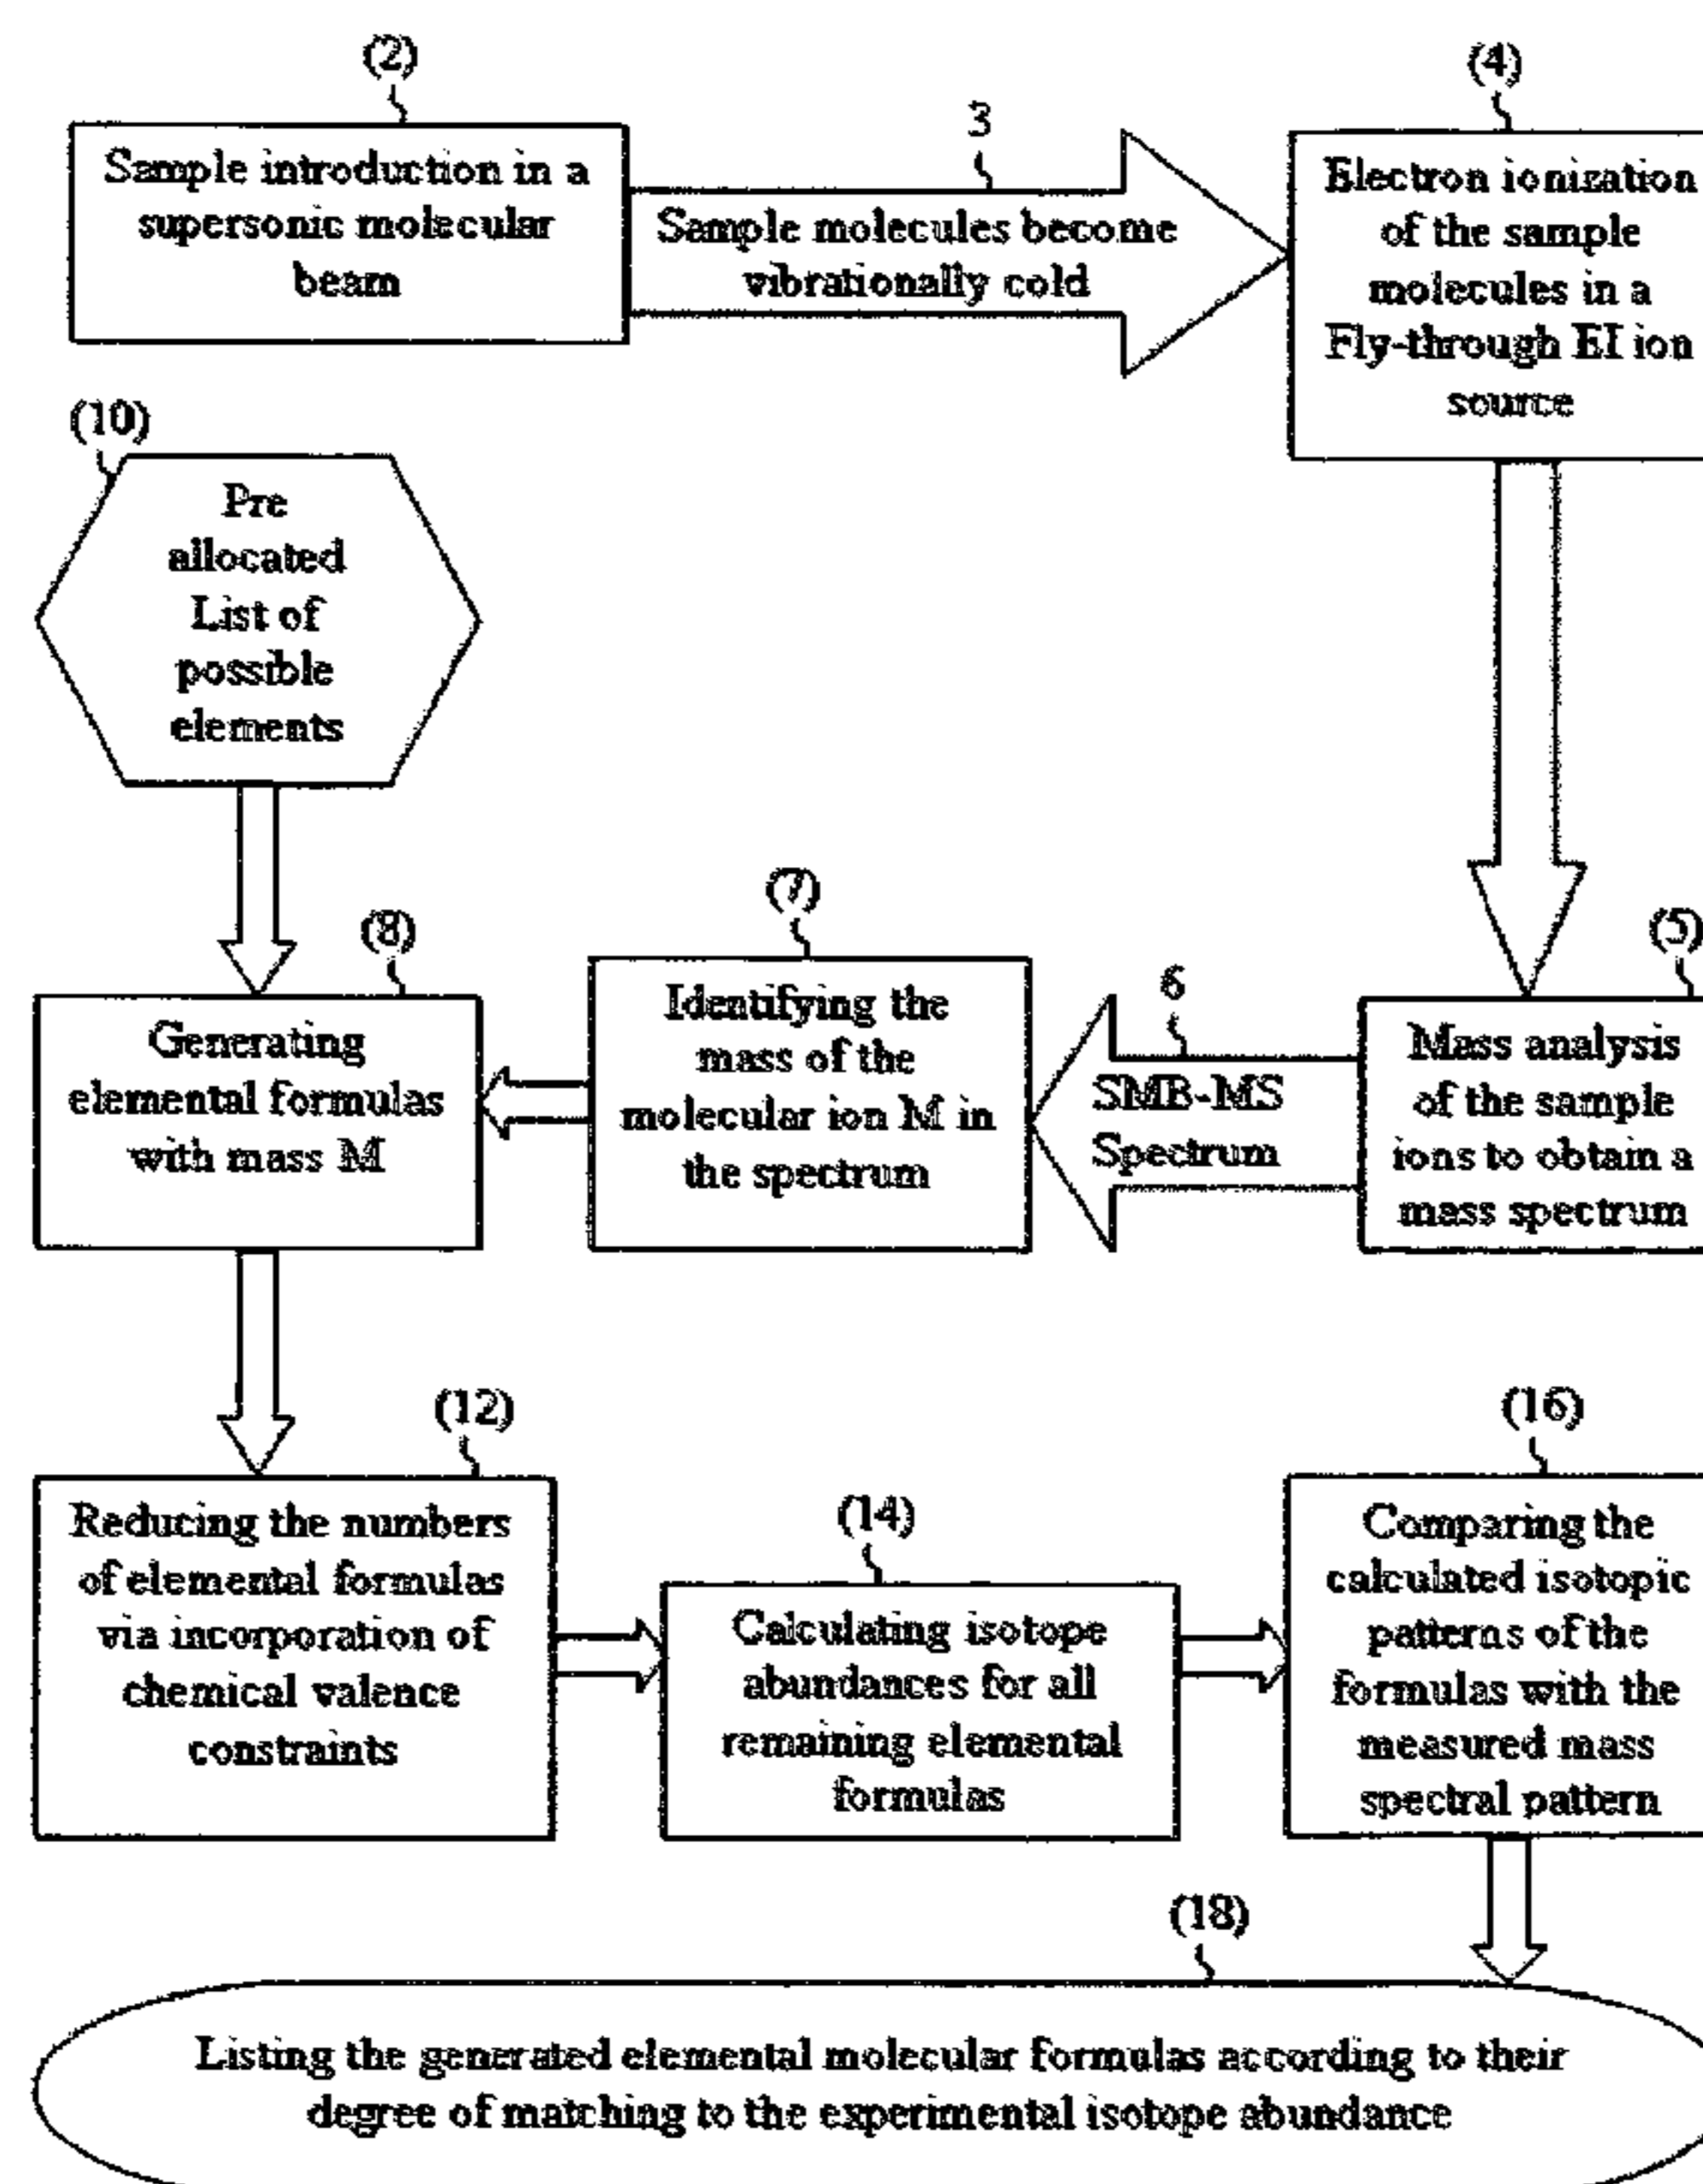 (2)
Sample introduction in a
supersonic molecular
beam
3
Sample molecules become
vibrationally cold
(4)
Electron ionization
of the sample
molecules in a
Fly-through EI ion
source
(10)
Pre
allocated
List of
possible
elements
(5)
Mass analysis
of the sample
ions to obtain a
mass spectrum
6
SMB-MS
Spectrum
(7)
Identifying the
mass of the
molecular ion M in
the spectrum
(8)
Generating
elemental formulas
with mass M
(12)
Reducing the numbers
of elemental formulas
via incorporation of
chemical valence
constraints
(14)
Calculating isotope
abundances for all
remaining elemental
formulas
(16)
Comparing the
calculated isotopic
patterns of the
formulas with the
measured mass
spectral pattern
(18)
Listing the generated elemental molecular formulas according to their
degree of matching to the experimental isotope abundance